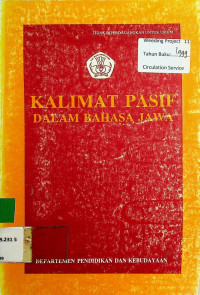 TIDAK DIPERDAGANGKAN UNTUK UMUM
Weeding Project 11
Tahun Buku: 1999
Circulation Service
KALIMAT PASIF
DALAM BAHASA JAWA
DEPARTEMEN PENDIDIKAN DAN KEBUDAYAAN